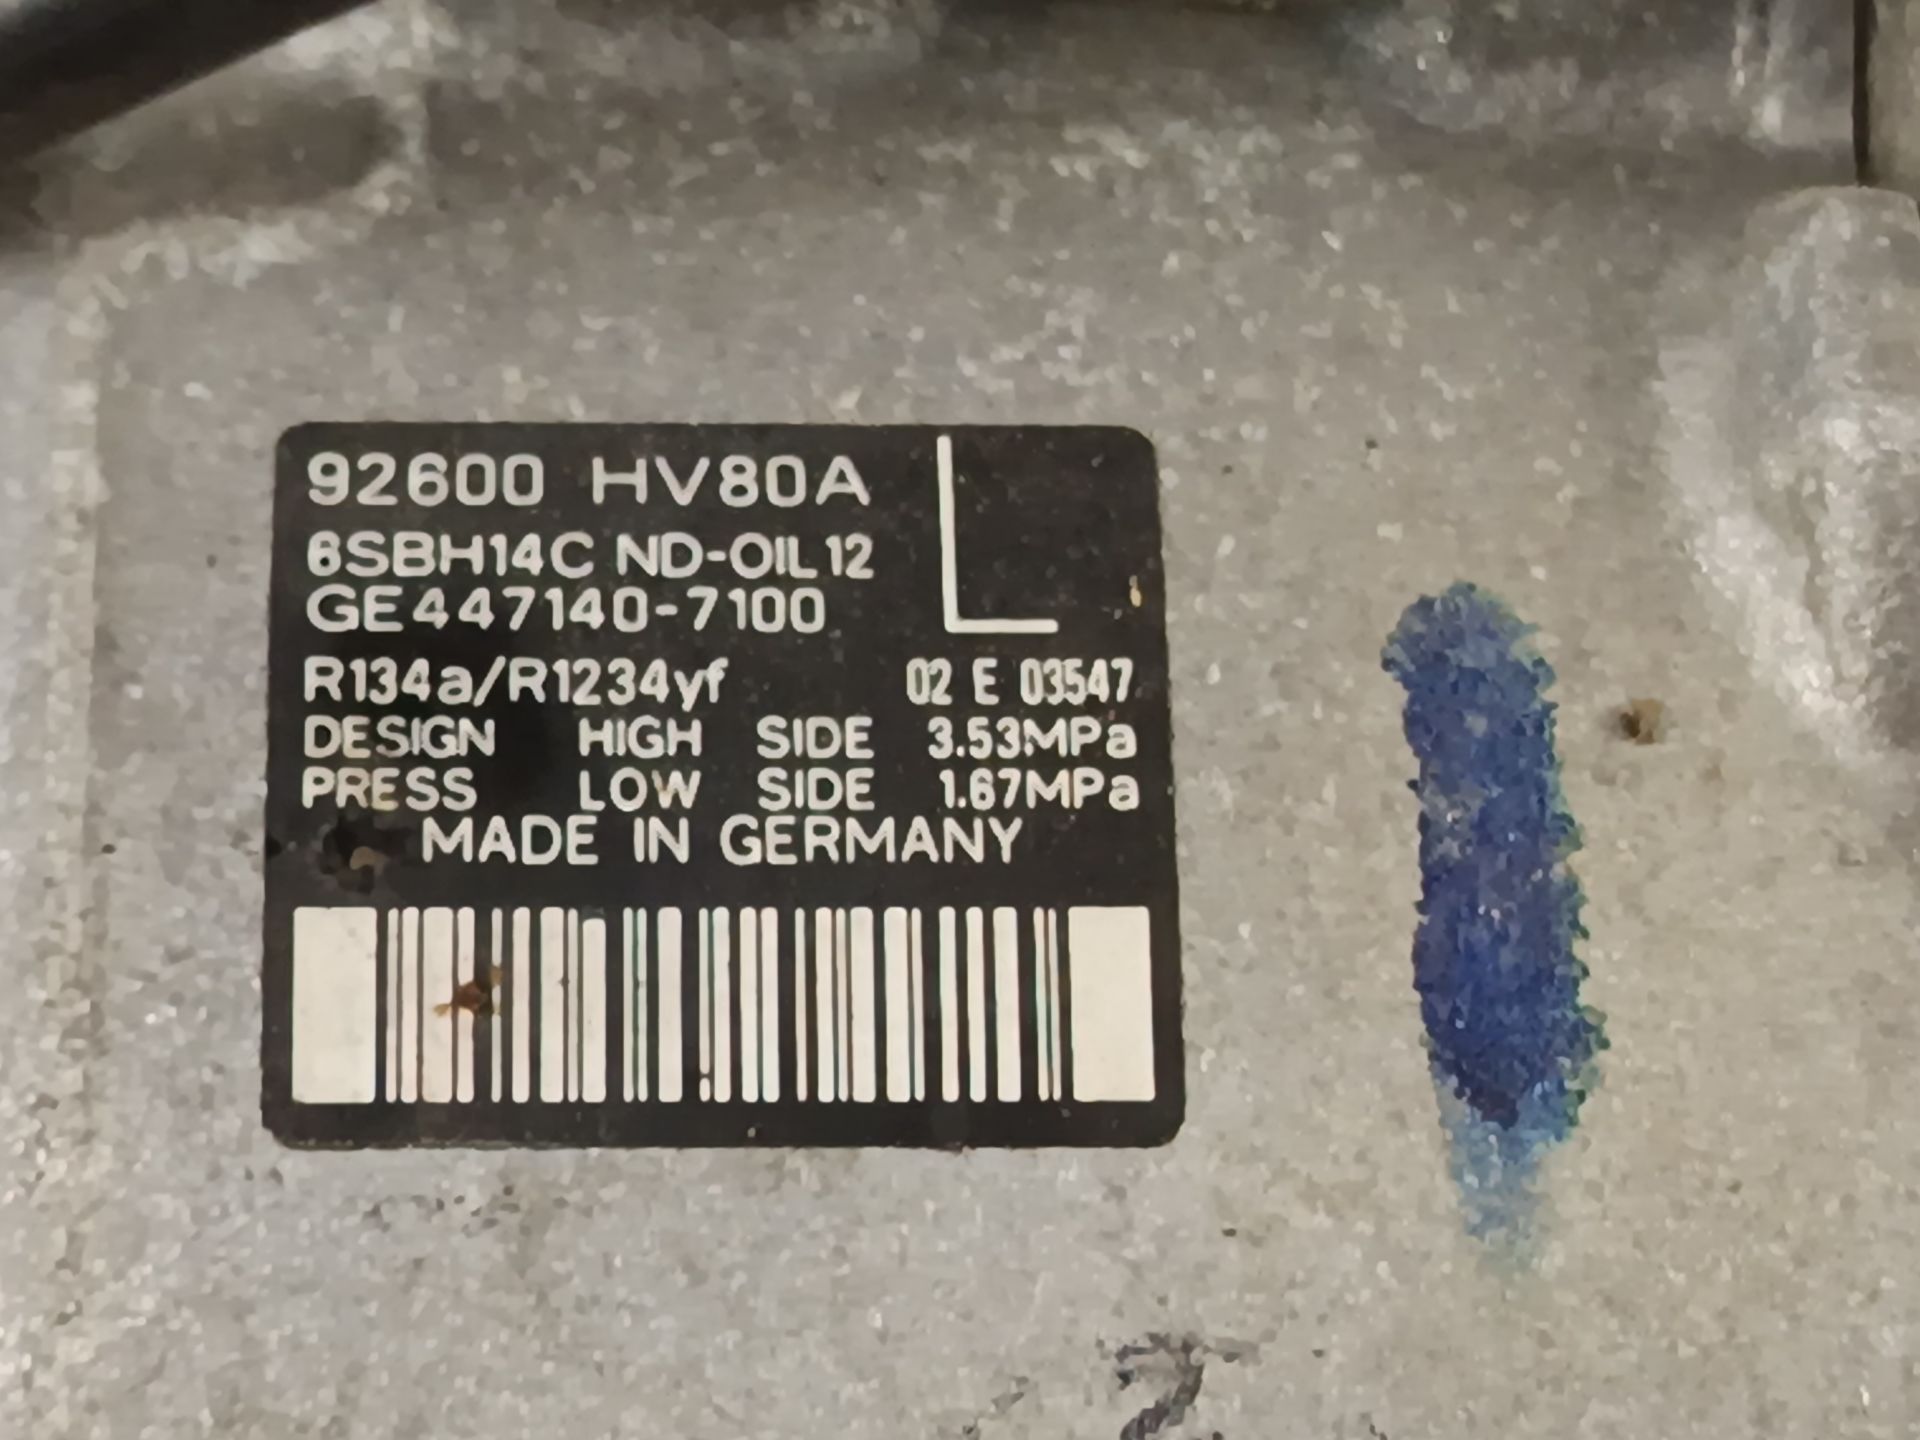 92600 HV80A
L
6SBH14C ND-OIL12
GE447140-7100
R134a/R1234yf 02 E 03547
DESIGN HIGH SIDE 3.53MPa
PRESS LOW SIDE 1.67MPa
MADE IN GERMANY